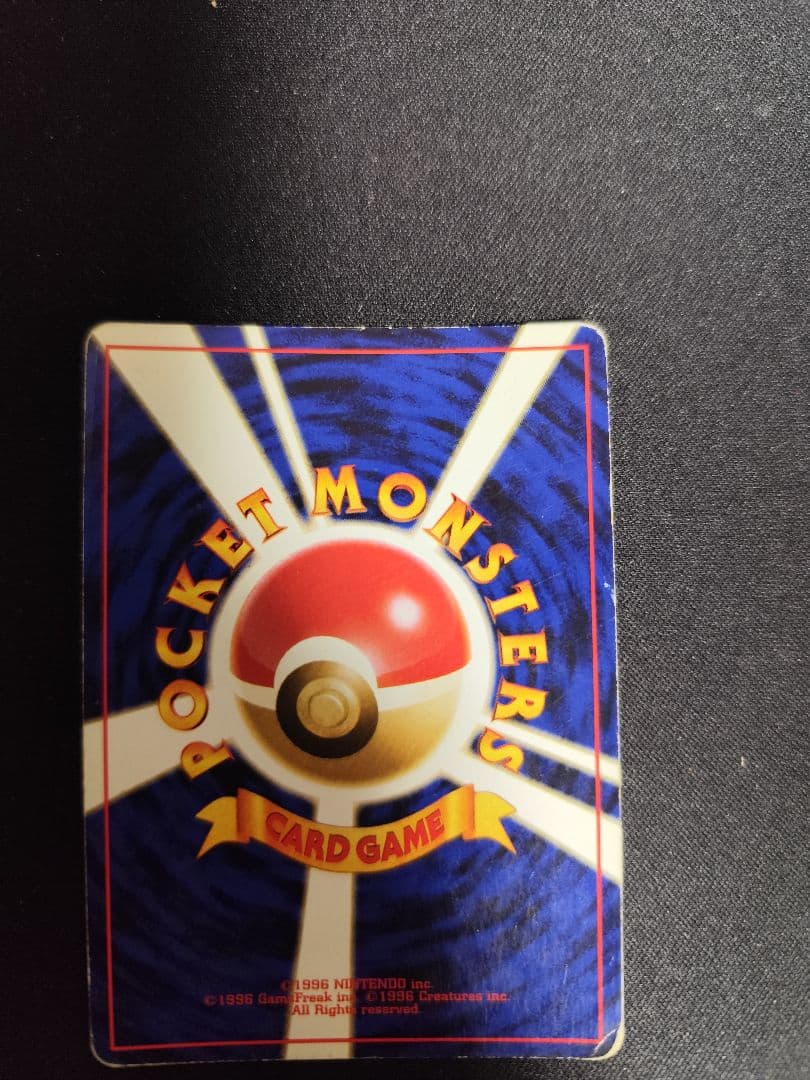 POCKET MONSTERS
CARD GAME
©1996 NINTENDO inc.
©1996 GameFreak inc. ©1996 Creatures inc.
All Rights reserved.